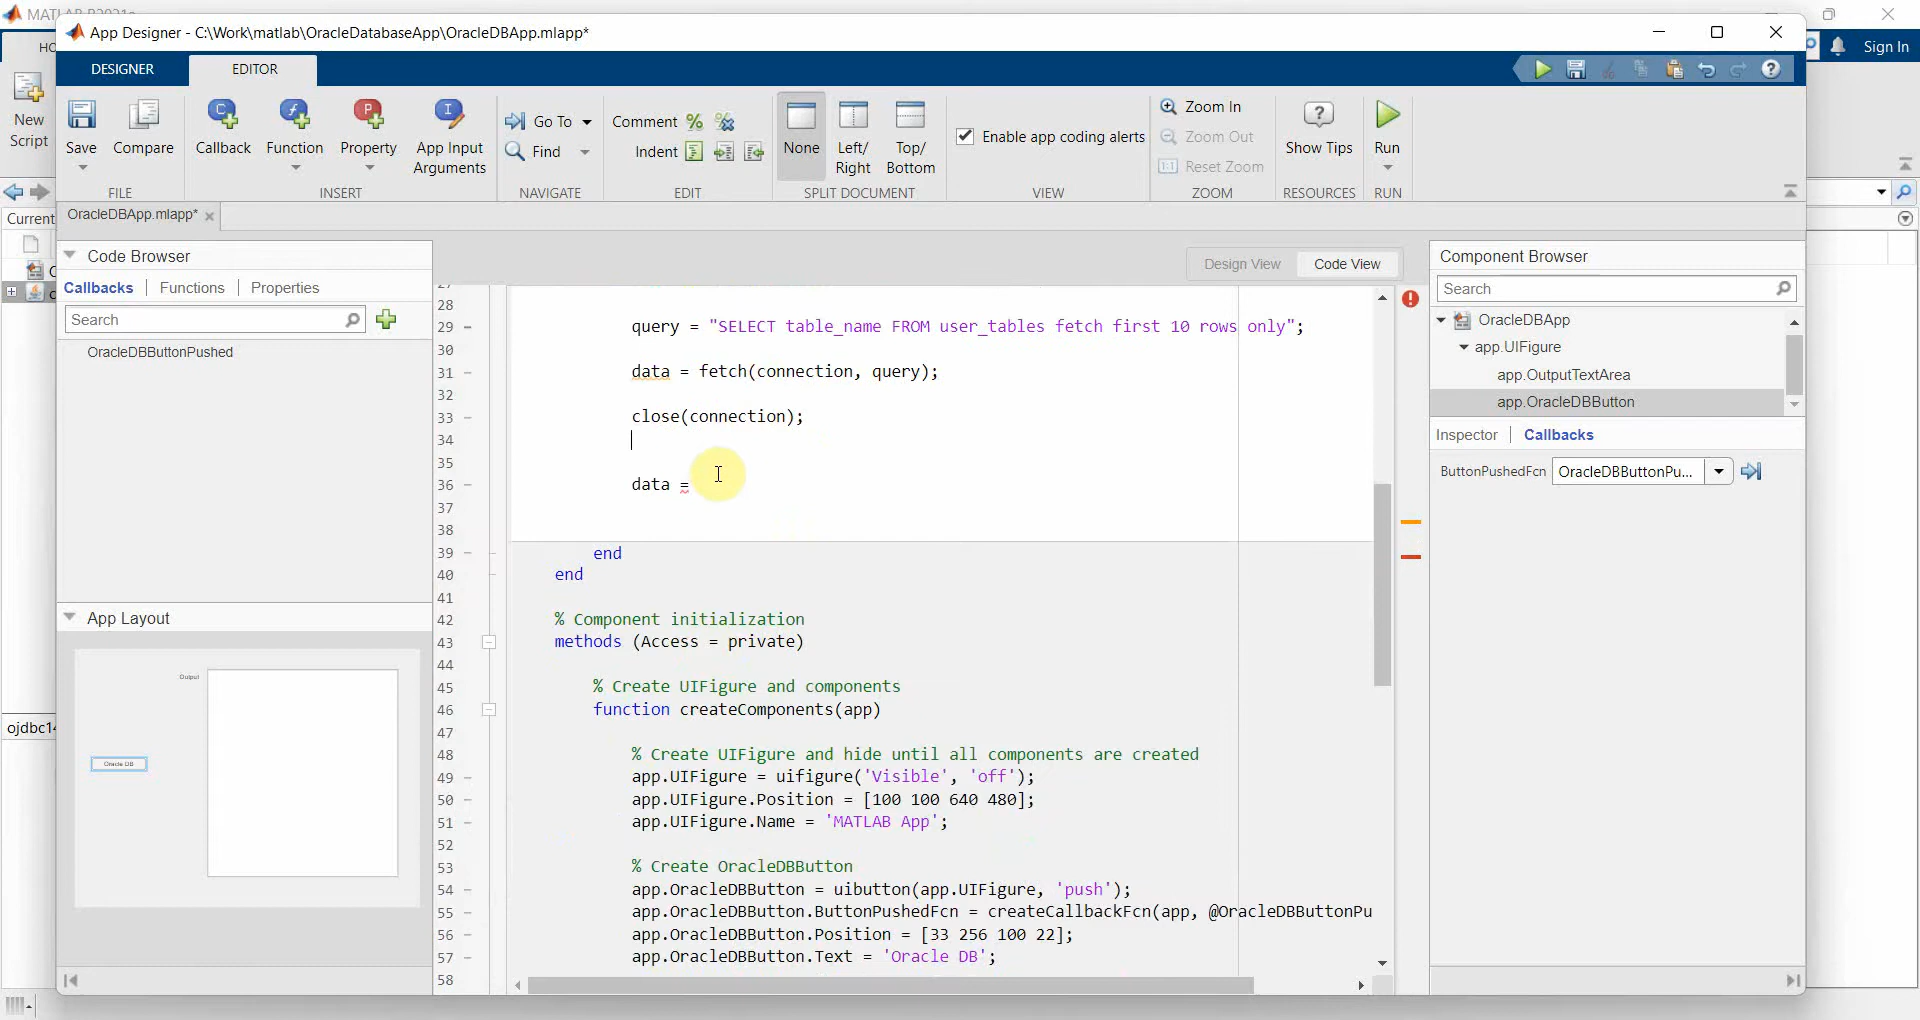 MATLAB R2021a
App Designer - C:\Work\matlab\OracleDatabaseApp\OracleDBApp.mlapp*
Sign In
DESIGNER
EDITOR
New
Script
Save
Compare
FILE
Callback
Function
Property
App Input
Arguments
INSERT
Go To
Find
NAVIGATE
Comment
Indent
EDIT
None
Left/
Right
Top/
Bottom
SPLIT DOCUMENT
Enable app coding alerts
VIEW
Zoom In
Zoom Out
Reset Zoom
ZOOM
Show Tips
RESOURCES
Run
RUN
Current
OracleDBApp.mlapp*
Code Browser
Callbacks
Functions
Properties
Search
OracleDBButtonPushed
App Layout
Output
Oracle DB
Design View
Code View
28
29 query = "SELECT table_name FROM user_tables fetch first 10 rows only";
30
31 data = fetch(connection, query);
32
33 close(connection);
34
35
36 data =
37
38
39 end
40 end
41
42 % Component initialization
43 methods (Access = private)
44
45 % Create UIFigure and components
46 function createComponents(app)
47
48 % Create UIFigure and hide until all components are created
49 app.UIFigure = uifigure('Visible', 'off');
50 app.UIFigure.Position = [100 100 640 480];
51 app.UIFigure.Name = 'MATLAB App';
52
53 % Create OracleDBButton
54 app.OracleDBButton = uibutton(app.UIFigure, 'push');
55 app.OracleDBButton.ButtonPushedFcn = createCallbackFcn(app, @OracleDBButtonPu
56 app.OracleDBButton.Position = [33 256 100 22];
57 app.OracleDBButton.Text = 'Oracle DB';
58
Component Browser
Search
OracleDBApp
app.UIFigure
app.OutputTextArea
app.OracleDBButton
Inspector
Callbacks
ButtonPushedFcn
OracleDBButtonPu...